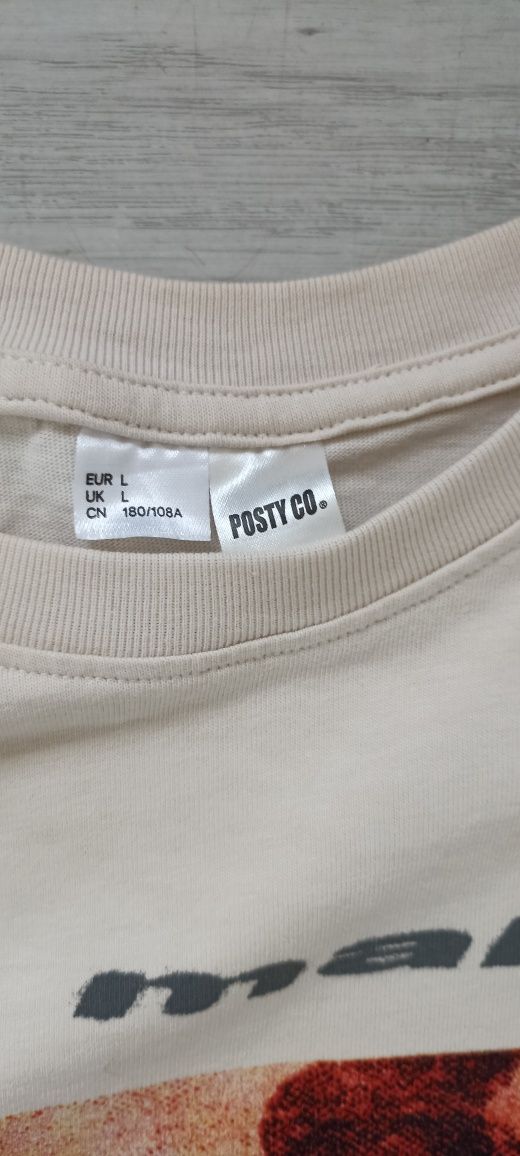 EUR L
UK L
CN 180/108A
POSTY CO®